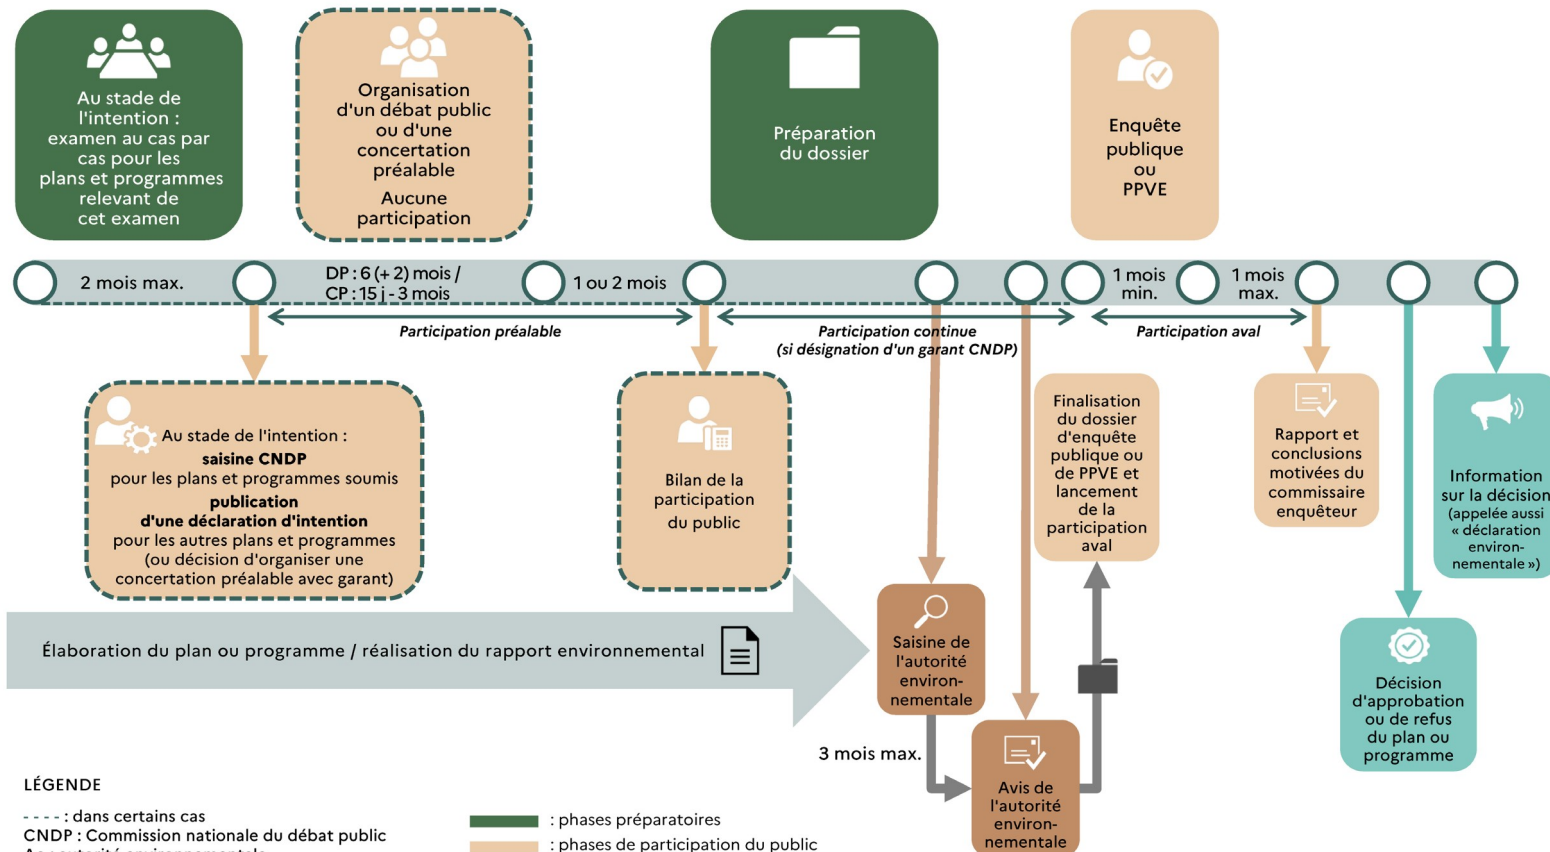 Au stade de
l'intention :
examen au cas par
cas pour les
plans et programmes
relevant de
cet examen
Organisation
d'un débat public
ou d'une
concertation
préalable
Aucune
participation
Préparation
du dossier
Enquête
publique
ou
PPVE
2 mois max.
DP : 6 (+ 2) mois /
CP : 15 j - 3 mois
1 ou 2 mois
1 mois
min.
1 mois
max.
Participation préalable
Participation continue
(si désignation d'un garant CNDP)
Participation aval
Au stade de l'intention :
saisine CNDP
pour les plans et programmes soumis
publication
d'une déclaration d'intention
pour les autres plans et programmes
(ou décision d'organiser une
concertation préalable avec garant)
Bilan de la
participation
du public
Finalisation
du dossier
d'enquête
publique ou
de PPVE et
lancement
de la
participation
aval
Rapport et
conclusions
motivées du
commissaire
enquêteur
Information
sur la décision
(appelée aussi
« déclaration
environ-
nementale »)
Élaboration du plan ou programme / réalisation du rapport environnemental
Saisine de
l'autorité
environ-
nementale
3 mois max.
Avis de
l'autorité
environ-
nementale
Décision
d'approbation
ou de refus
du plan ou
programme
LÉGENDE
- - - - : dans certains cas
CNDP : Commission nationale du débat public
: phases préparatoires
: phases de participation du public